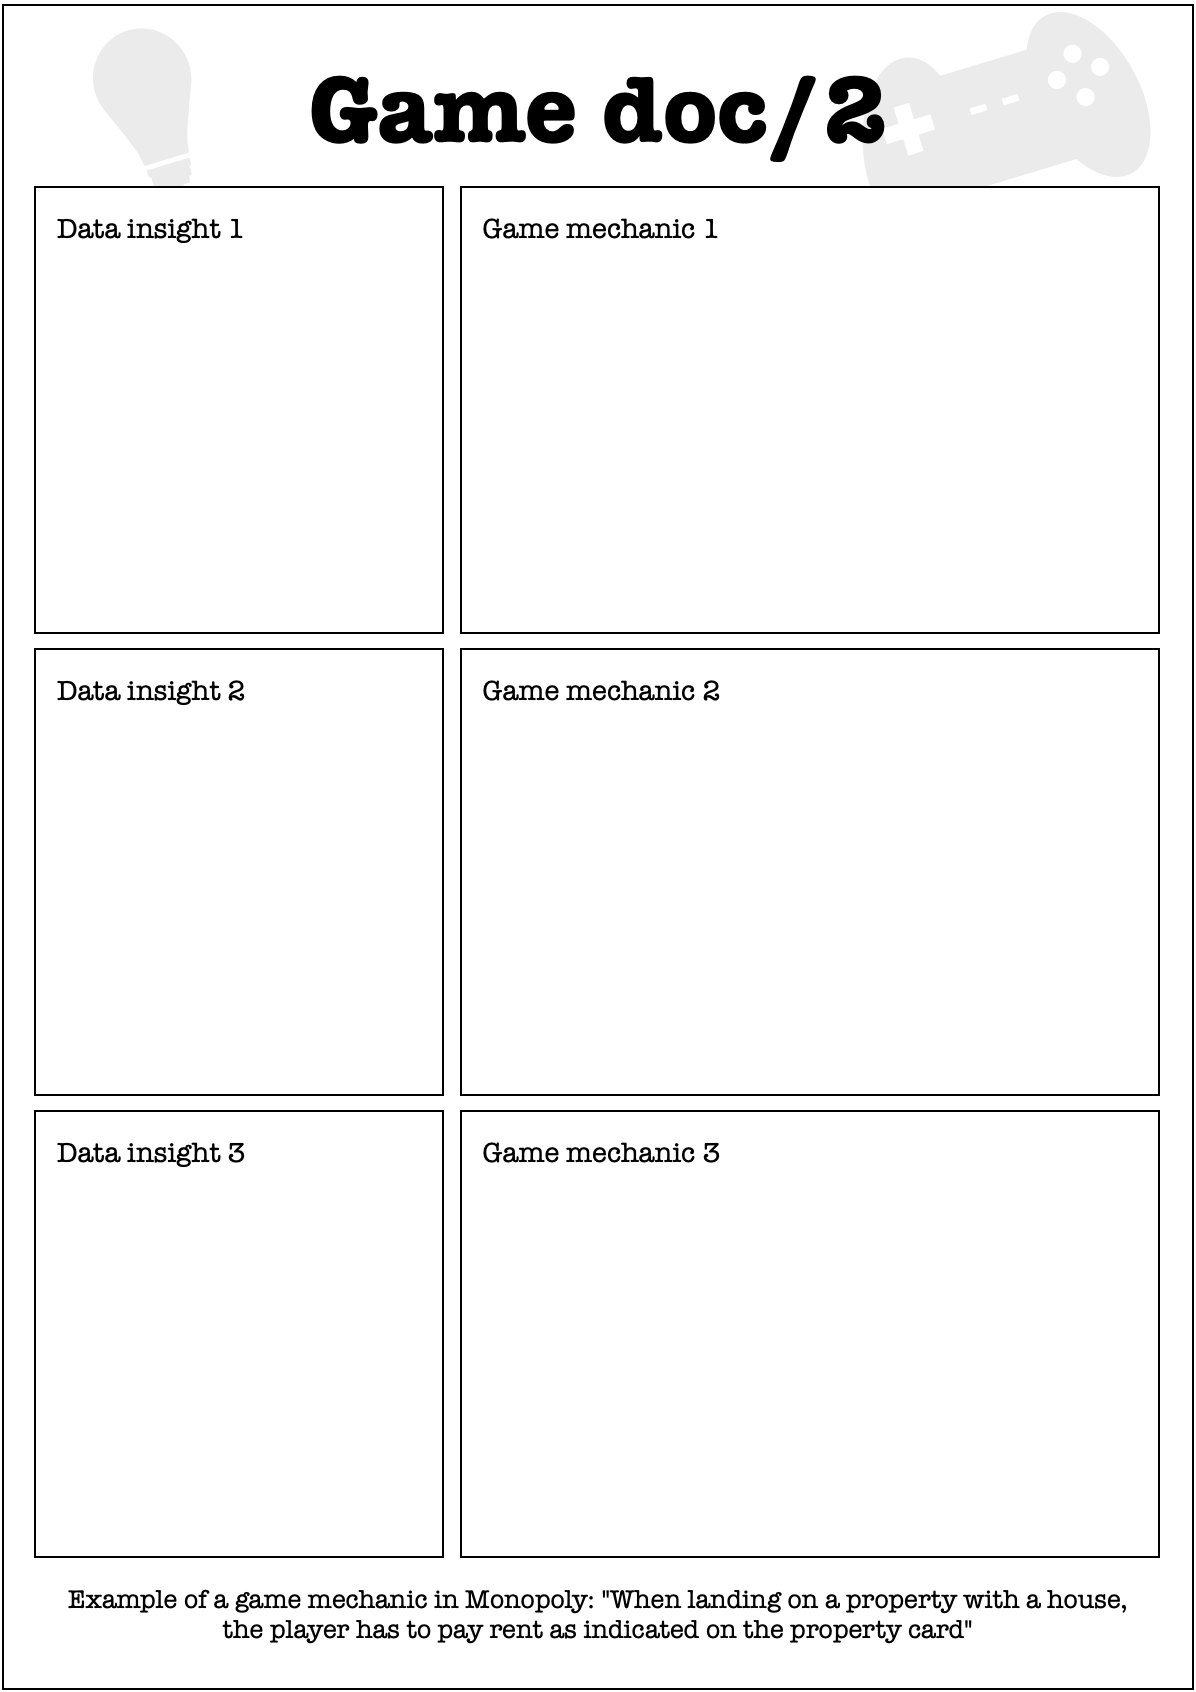 Game doc/2
Data insight 1
Game mechanic 1
Data insight 2
Game mechanic 2
Data insight 3
Game mechanic 3
Example of a game mechanic in Monopoly: "When landing on a property with a house,
the player has to pay rent as indicated on the property card"